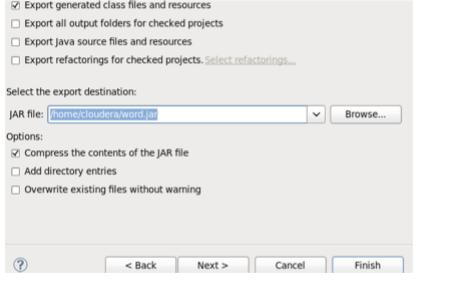 Export generated class files and resources
Export all output folders for checked projects
Export Java source files and resources
Export refactorings for checked projects. Select refactorings...
Select the export destination:
JAR file: /home/cloudera/word.jar Browse...
Options:
Compress the contents of the JAR file
Add directory entries
Overwrite existing files without warning
? < Back Next > Cancel Finish